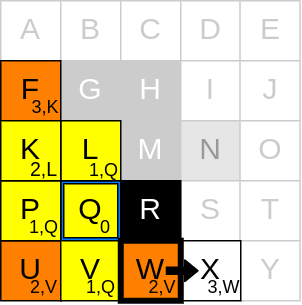 A B C D E
F G H I J
3,K
K L M N O
2,L 1,Q
P Q R S T
1,Q 0
U V W X Y
2,V 1,Q 2,V 3,W